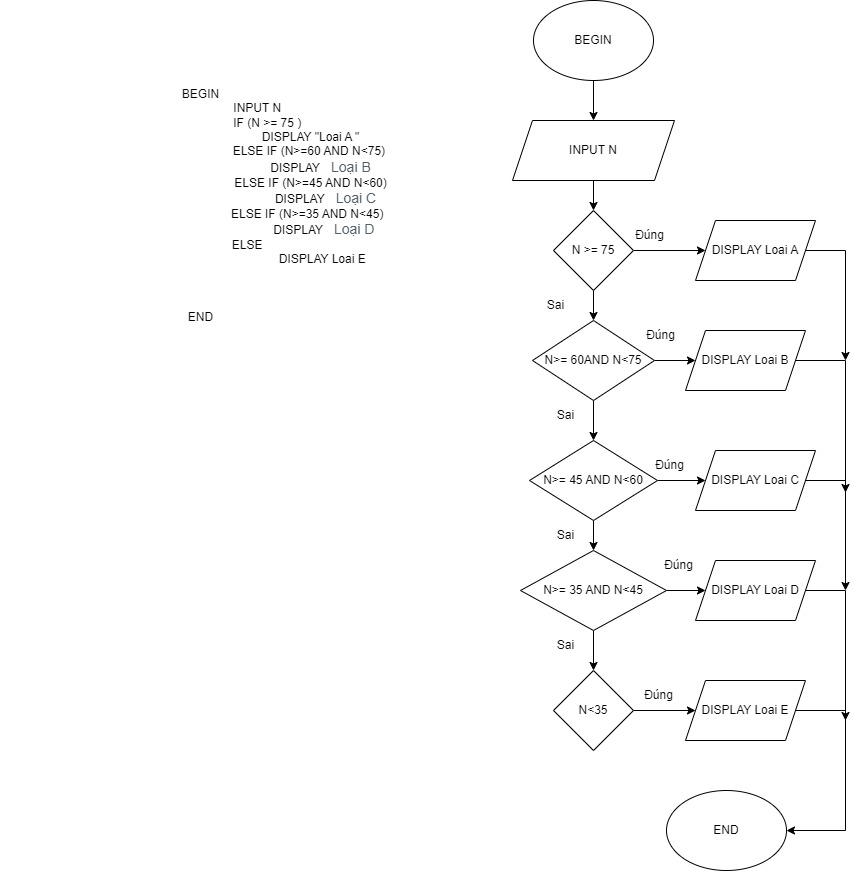 BEGIN
INPUT N
IF (N >= 75 )
DISPLAY "Loai A "
ELSE IF (N>=60 AND N<75)
DISPLAY Loại B
ELSE IF (N>=45 AND N<60)
DISPLAY Loại C
ELSE IF (N>=35 AND N<45)
DISPLAY Loại D
ELSE
DISPLAY Loai E
END
BEGIN
INPUT N
N >= 75
Đúng
DISPLAY Loai A
Sai
N>= 60AND N<75
Đúng
DISPLAY Loai B
Sai
N>= 45 AND N<60
Đúng
DISPLAY Loai C
Sai
N>= 35 AND N<45
Đúng
DISPLAY Loai D
Sai
N<35
Đúng
DISPLAY Loai E
END